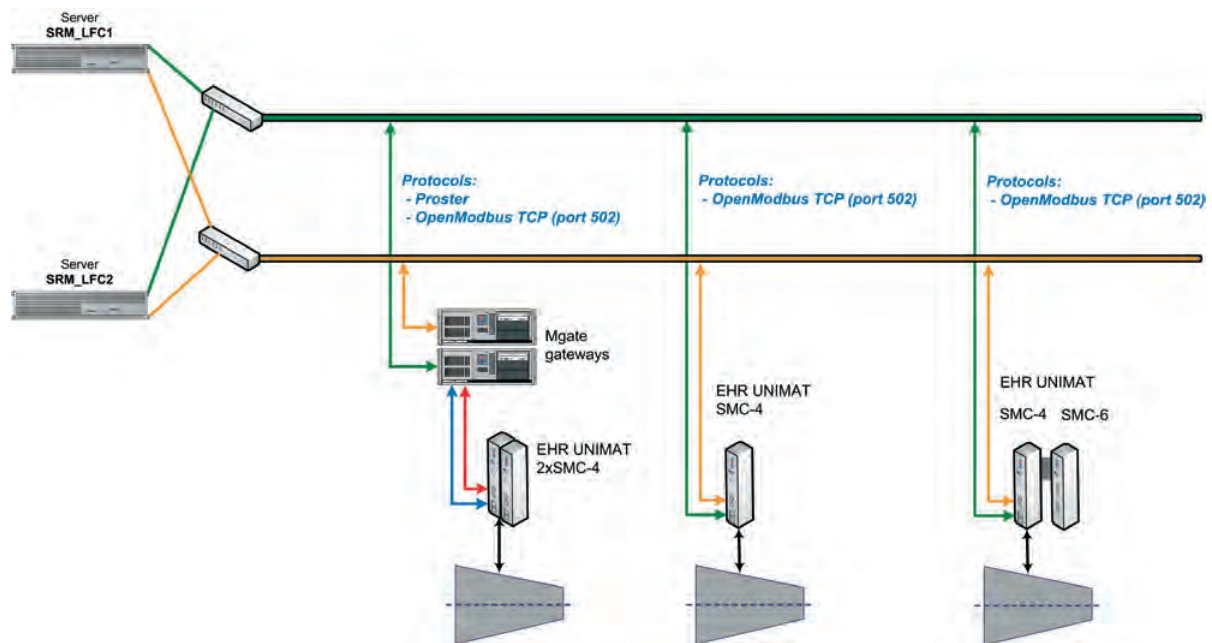 Server
SRM_LFC1
Protocols:
- Proster
- OpenModbus TCP (port 502)
Protocols:
- OpenModbus TCP (port 502)
Protocols:
- OpenModbus TCP (port 502)
Server
SRM_LFC2
Mgate
gateways
EHR UNIMAT
2xSMC-4
EHR UNIMAT
SMC-4
EHR UNIMAT
SMC-4 SMC-6